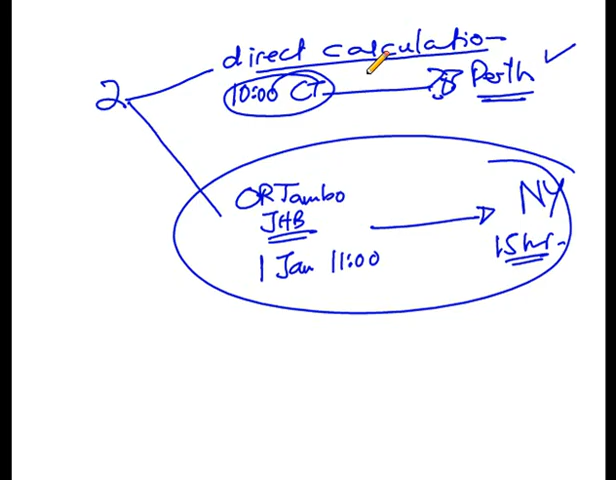 direct calculation
2.
10:00 CT Perth
OR Tambo
JHB
NY
15hr.
1 Jan 11:00